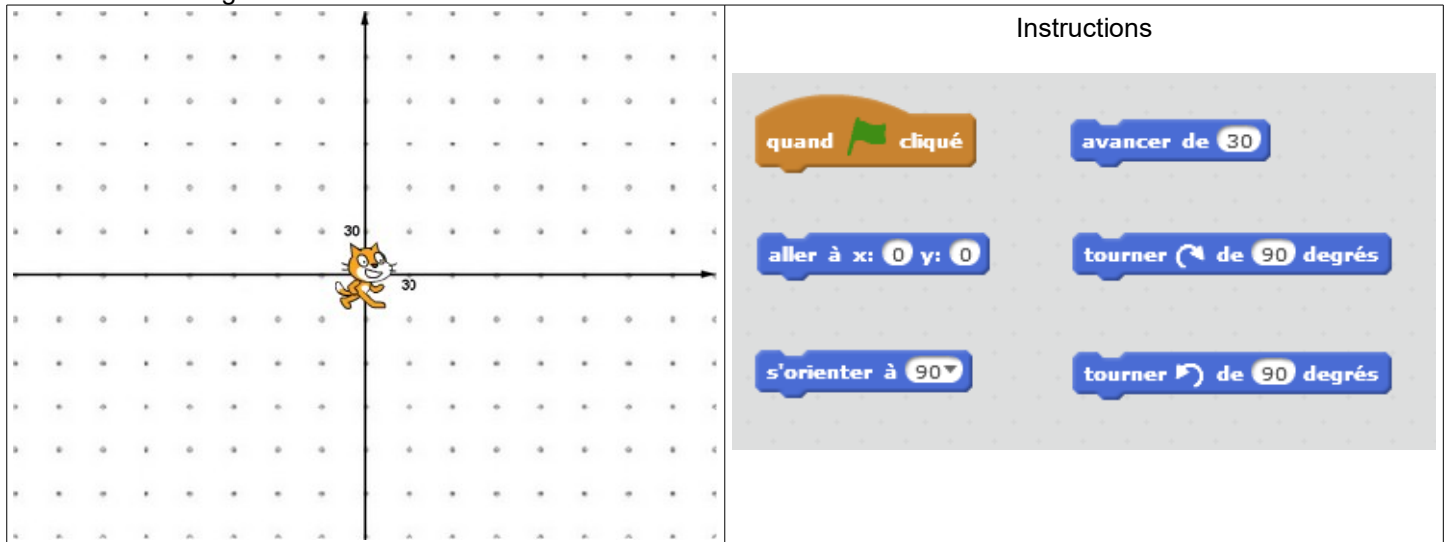 30
30
Instructions
quand cliqué
avancer de 30
aller à x: 0 y: 0
tourner de 90 degrés
s'orienter à 90
tourner de 90 degrés